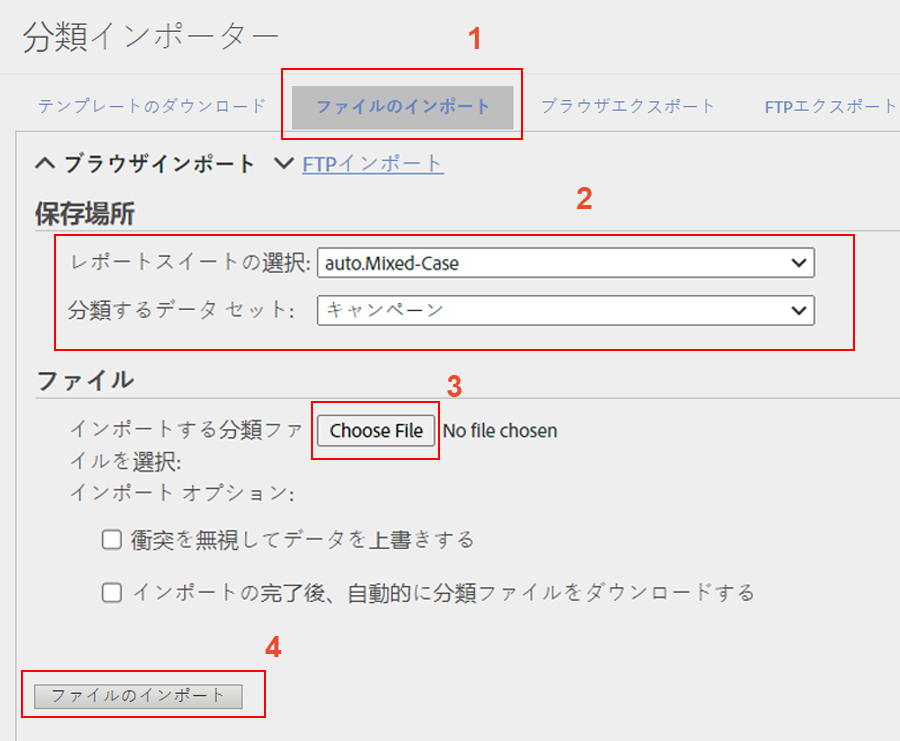 分類インポーター
1
テンプレートのダウンロード ファイルのインポート ブラウザエクスポート FTPエクスポート
ブラウザインポート FTPインポート
2
保存場所
レポートスイートの選択: auto.Mixed-Case
分類するデータ セット: キャンペーン
ファイル
3
インポートする分類ファ Choose File No file chosen
イルを選択:
インポート オプション:
衝突を無視してデータを上書きする
インポートの完了後、自動的に分類ファイルをダウンロードする
4
ファイルのインポート